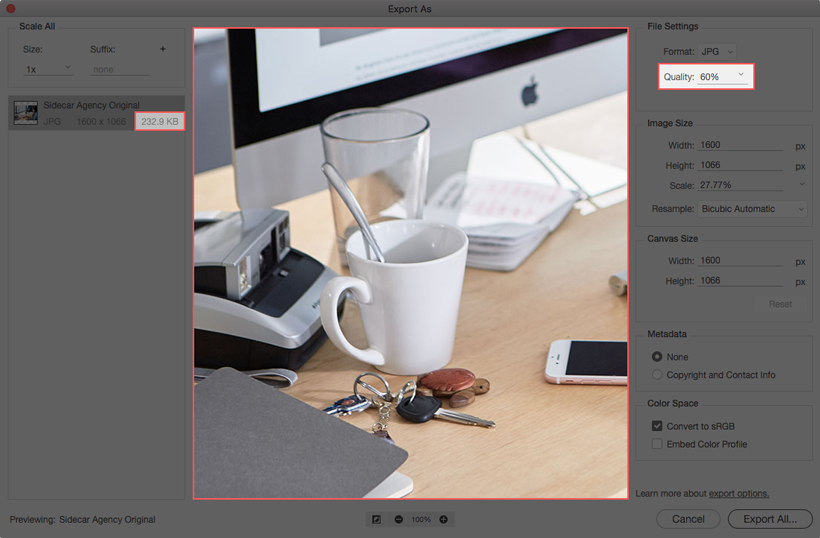 Export As
Scale All
Size:
Suffix:
+
1x
none
Sidecar Agency Original
JPG 1600 x 1066 232.9 KB
File Settings
Format: JPG
Quality: 60%
Image Size
Width: 1600 px
Height: 1066 px
Scale: 27.77%
Resample: Bicubic Automatic
Canvas Size
Width: 1600 px
Height: 1066 px
Reset
Metadata
None
Copyright and Contact Info
Color Space
Convert to sRGB
Embed Color Profile
Learn more about export options.
Previewing: Sidecar Agency Original
100%
Cancel
Export All...